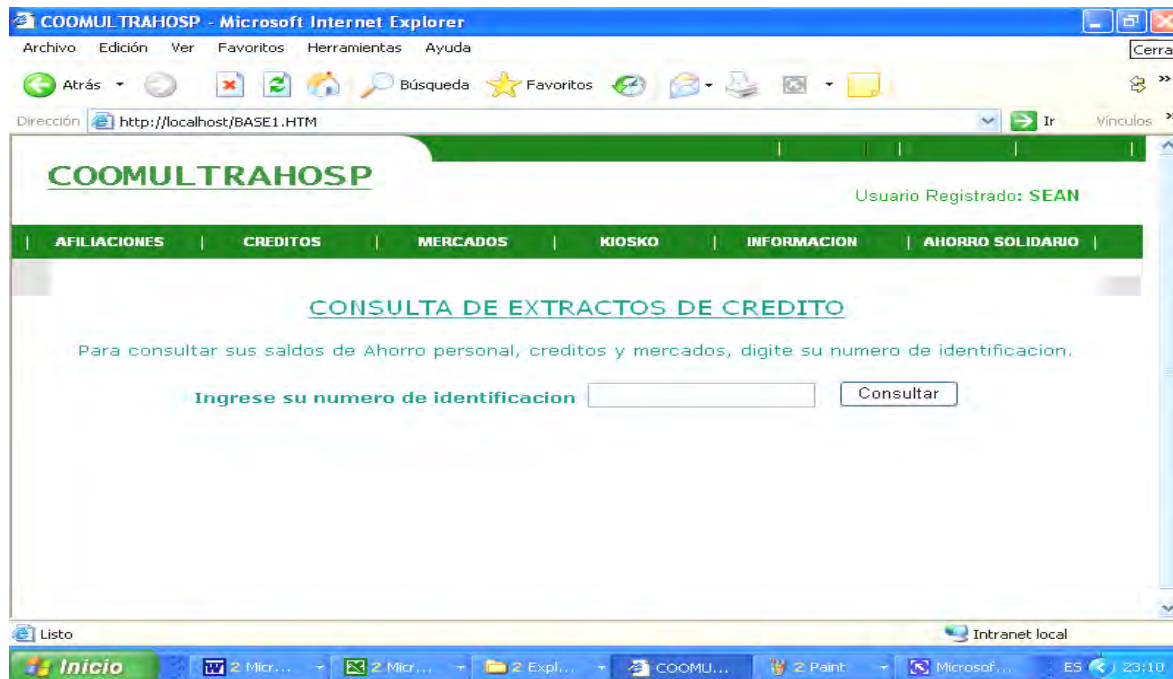 COOMULTRAHOSP - Microsoft Internet Explorer
Archivo Edición Ver Favoritos Herramientas Ayuda
Cerra
Atrás Búsqueda Favoritos
Dirección http://localhost/BASE1.HTM Ir Vínculos
COOMULTRAHOSP
Usuario Registrado: SEAN
| AFILIACIONES | CREDITOS | MERCADOS | KIOSKO | INFORMACION | AHORRO SOLIDARIO |
CONSULTA DE EXTRACTOS DE CREDITO
Para consultar sus saldos de Ahorro personal, creditos y mercados, digite su numero de identificacion.
Ingrese su numero de identificacion Consultar
Listo Intranet local
Inicio 2 Micr... 2 Micr... 2 Expl... COOMU... 2 Paint Microsof... ES 23:10